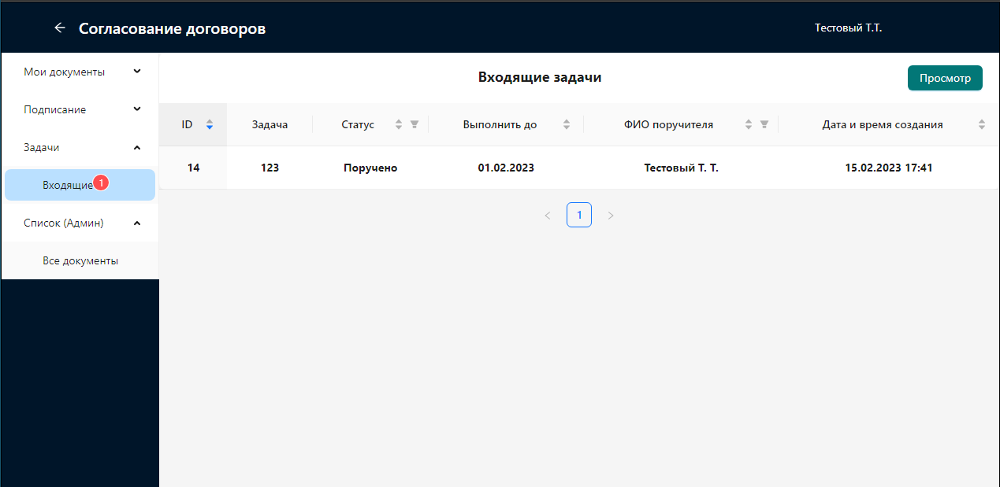 Согласование договоров
Тестовый Т.Т.
Мои документы
Подписание
Задачи
Входящие 1
Список (Админ)
Все документы
Входящие задачи
Просмотр
ID Задача Статус Выполнить до ФИО поручителя Дата и время создания
14 123 Поручено 01.02.2023 Тестовый Т. Т. 15.02.2023 17:41
< 1 >